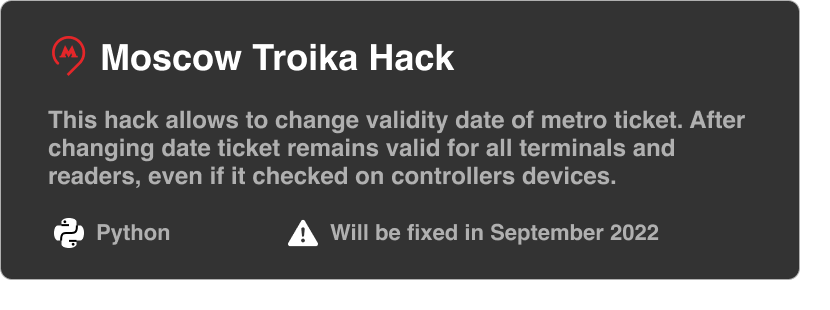 Moscow Troika Hack
This hack allows to change validity date of metro ticket. After
changing date ticket remains valid for all terminals and
readers, even if it checked on controllers devices.
Python
Will be fixed in September 2022